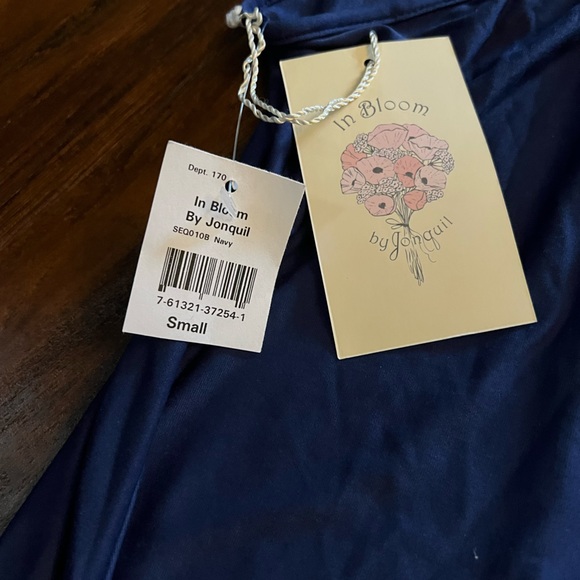 Dept. 170
In Bloom
By Jonquil
SEQ010B Navy
7-61321-37254-1
Small
In Bloom
by Jonquil